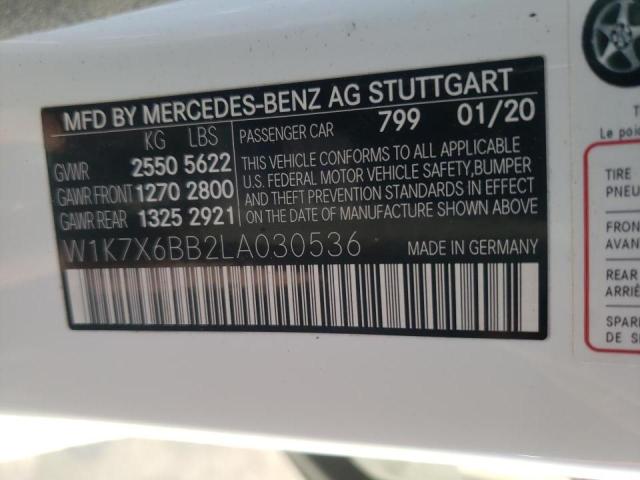 MFD BY MERCEDES-BENZ AG STUTTGART
KG LBS PASSENGER CAR 799 01/20
GVWR 2550 5622
GAWR FRONT 1270 2800
GAWR REAR 1325 2921
THIS VEHICLE CONFORMS TO ALL APPLICABLE
U.S. FEDERAL MOTOR VEHICLE SAFETY,BUMPER
AND THEFT PREVENTION STANDARDS IN EFFECT
ON THE DATE OF MANUFACTURE SHOWN ABOVE.
W1K7X6BB2LA030536 MADE IN GERMANY
Le poi
TIRE
PNEU
FRON
AVAN
REAR
ARRIÈ
SPARE
DE S